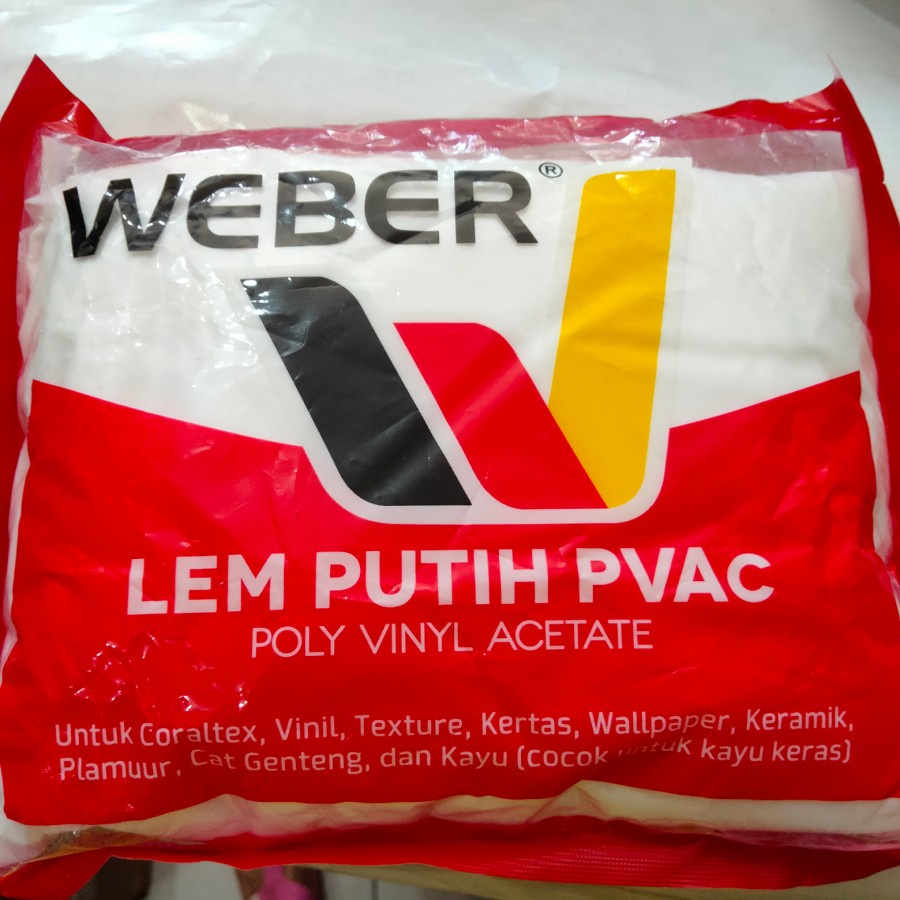 WEBER®
LEM PUTIH PVAc
POLY VINYL ACETATE
Untuk Coraltex, Vinil, Texture, Kertas, Wallpaper, Keramik,
Plamuur, Cat Genteng, dan Kayu (cocok untuk kayu keras)